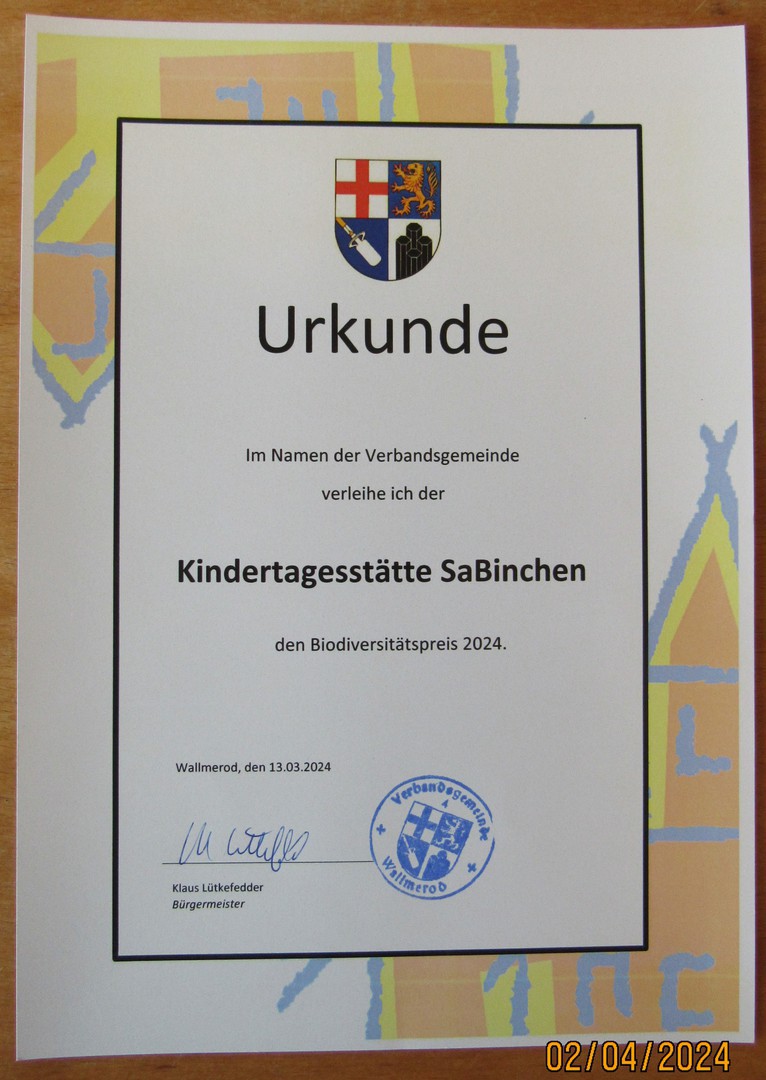 Urkunde
Im Namen der Verbandsgemeinde
verleihe ich der
Kindertagesstätte SaBinchen
den Biodiversitätspreis 2024.
Wallmerod, den 13.03.2024
Verbandsgemeinde
4
Wallmerod
Klaus Lütkefedder
Bürgermeister
02/04/2024